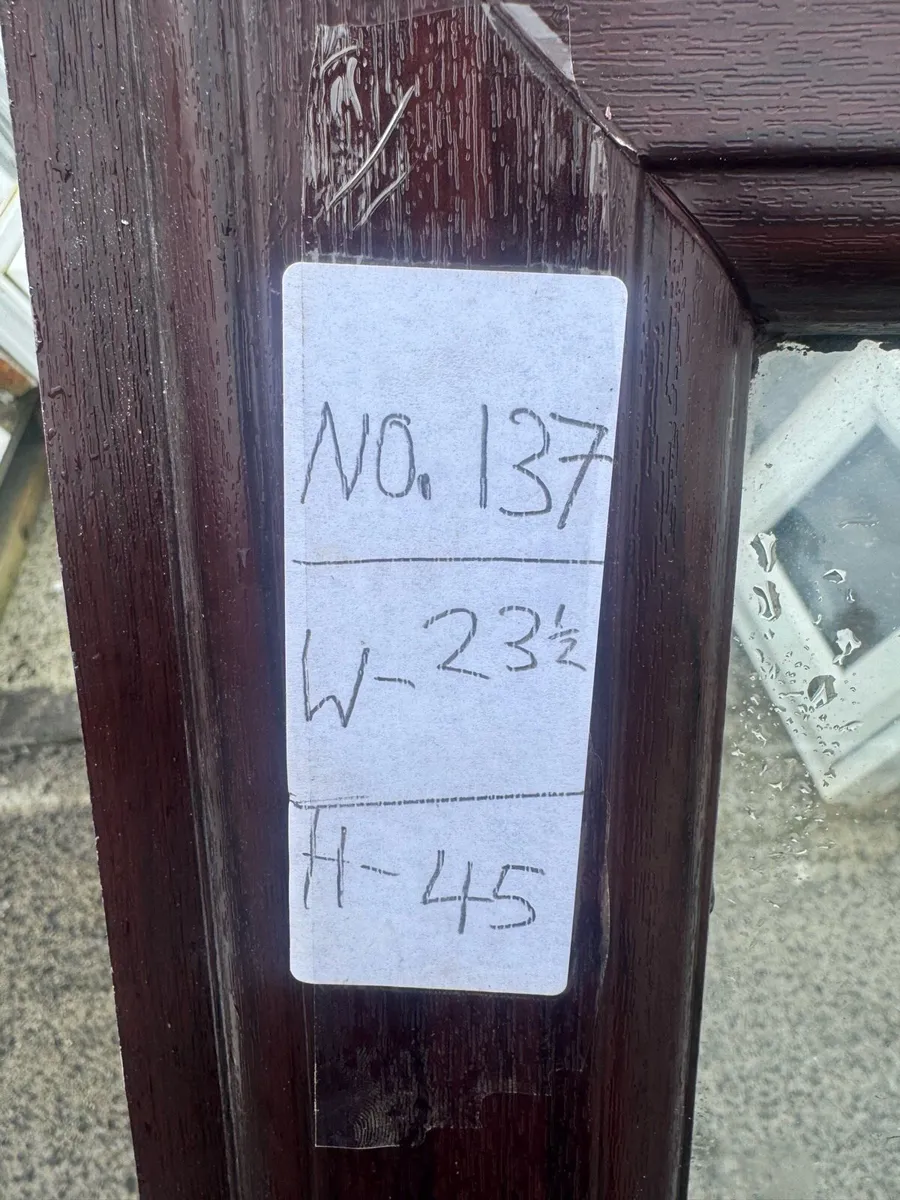 NO. 137
W- 23½
H- 45